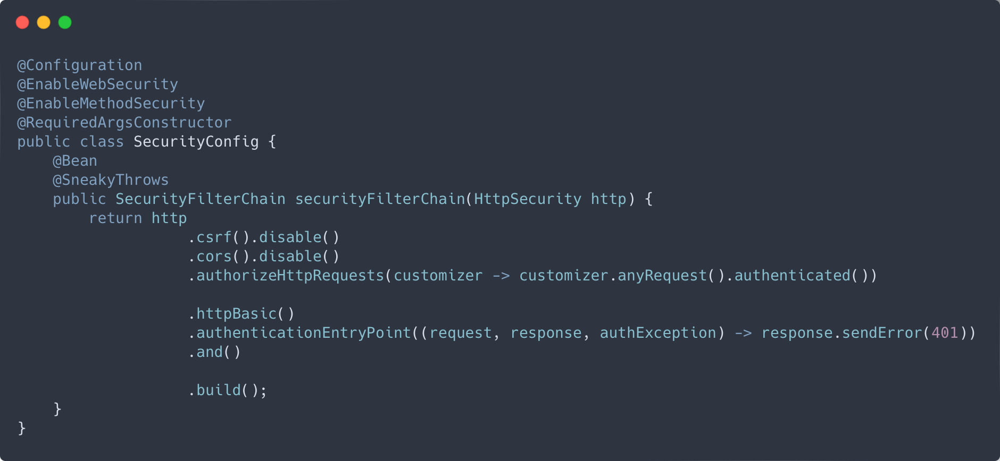 @Configuration
@EnableWebSecurity
@EnableMethodSecurity
@RequiredArgsConstructor
public class SecurityConfig {
    @Bean
    @SneakyThrows
    public SecurityFilterChain securityFilterChain(HttpSecurity http) {
        return http
                   .csrf().disable()
                   .cors().disable()
                   .authorizeHttpRequests(customizer -> customizer.anyRequest().authenticated())

                   .httpBasic()
                   .authenticationEntryPoint((request, response, authException) -> response.sendError(401))
                   .and()

                   .build();
    }
}